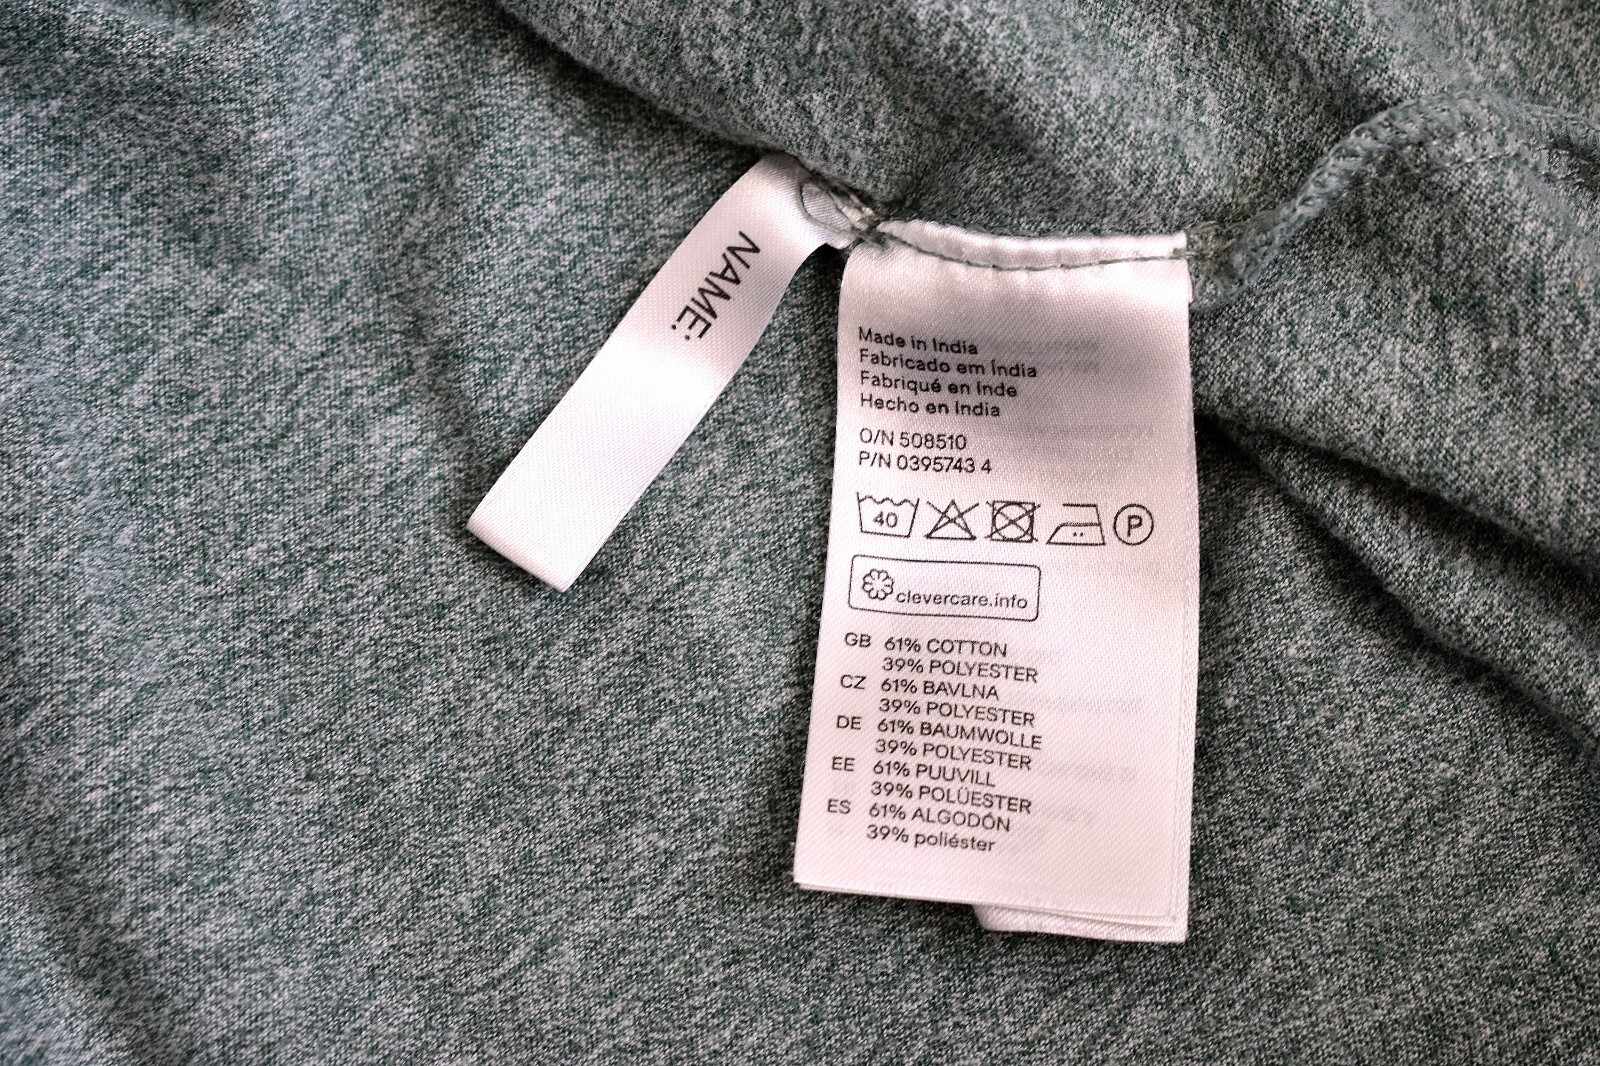 NAME:
Made in India
Fabricado em Índia
Fabriqué en Inde
Hecho en India
O/N 508510
P/N 0395743 4
40 P
clevercare.info
GB 61% COTTON
39% POLYESTER
CZ 61% BAVLNA
39% POLYESTER
DE 61% BAUMWOLLE
39% POLYESTER
EE 61% PUUVILL
39% POLÜESTER
ES 61% ALGODÓN
39% poliéster